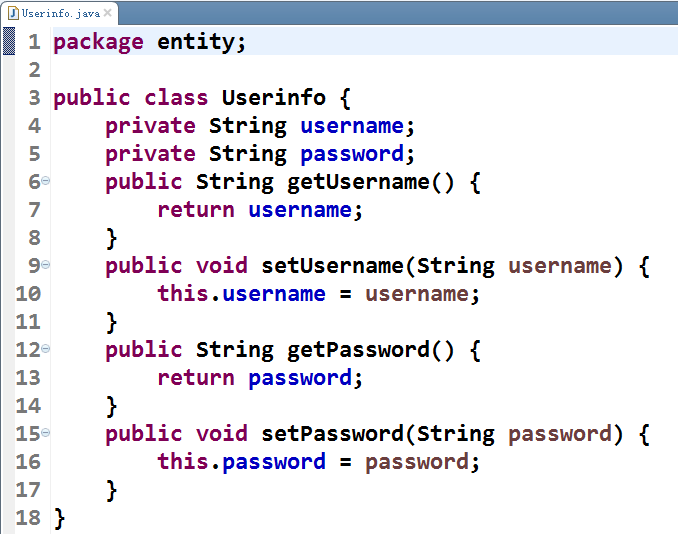 Userinfo.java
1 package entity;
2
3 public class Userinfo {
4     private String username;
5     private String password;
6     public String getUsername() {
7         return username;
8     }
9     public void setUsername(String username) {
10         this.username = username;
11     }
12     public String getPassword() {
13         return password;
14     }
15     public void setPassword(String password) {
16         this.password = password;
17     }
18 }